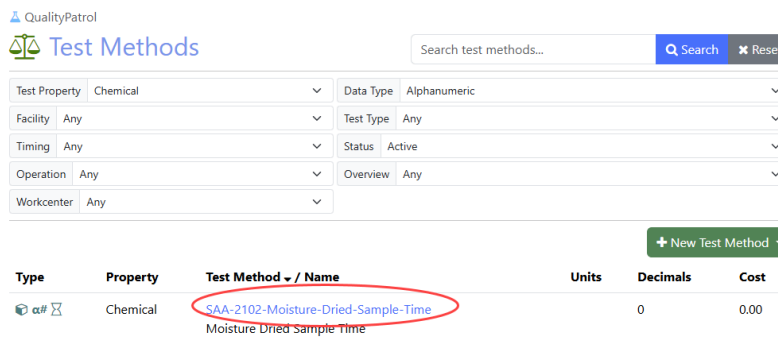 QualityPatrol
Test Methods
Search test methods... Search Rese
Test Property Chemical Data Type Alphanumeric
Facility Any Test Type Any
Timing Any Status Active
Operation Any Overview Any
Workcenter Any
New Test Method
Type Property Test Method / Name Units Decimals Cost
α# Chemical SAA-2102-Moisture-Dried-Sample-Time 0 0.00
Moisture Dried Sample Time